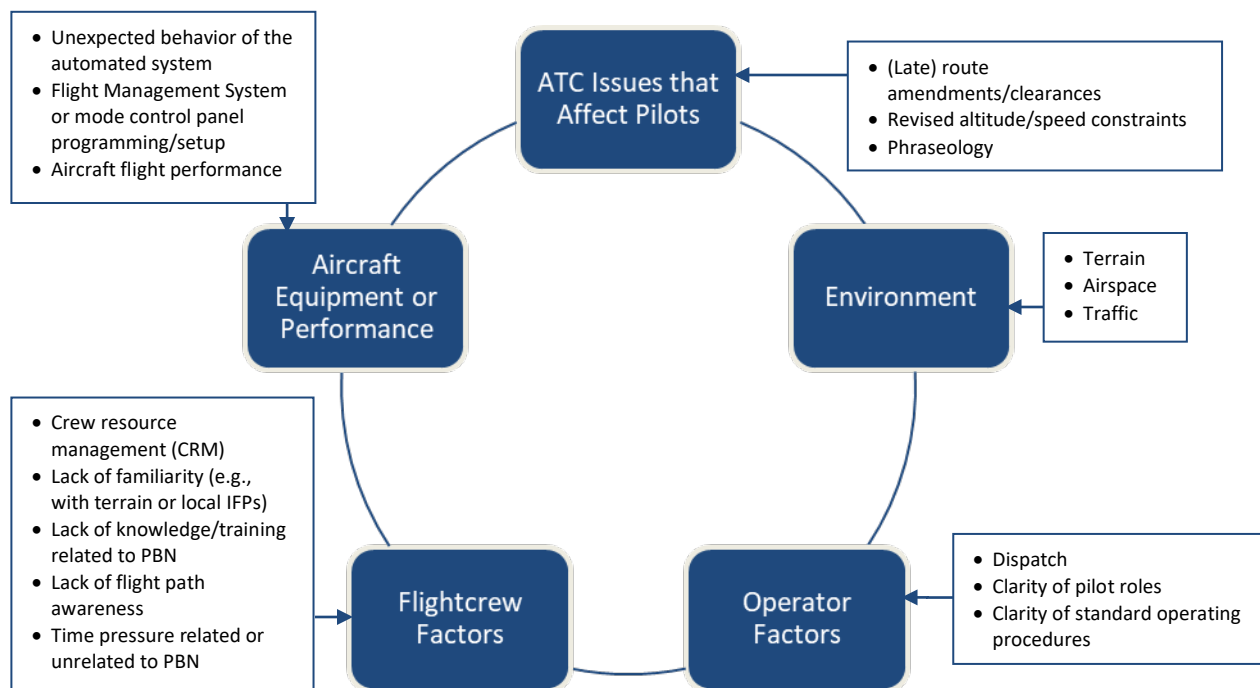 • Unexpected behavior of the
automated system
• Flight Management System
or mode control panel
programming/setup
• Aircraft flight performance
ATC Issues that
Affect Pilots
• (Late) route
amendments/clearances
• Revised altitude/speed constraints
• Phraseology
Aircraft
Equipment or
Performance
Environment
• Terrain
• Airspace
• Traffic
• Crew resource
management (CRM)
• Lack of familiarity (e.g.,
with terrain or local IFPs)
• Lack of knowledge/training
related to PBN
• Lack of flight path
awareness
• Time pressure related or
unrelated to PBN
Flightcrew
Factors
Operator
Factors
• Dispatch
• Clarity of pilot roles
• Clarity of standard operating
procedures